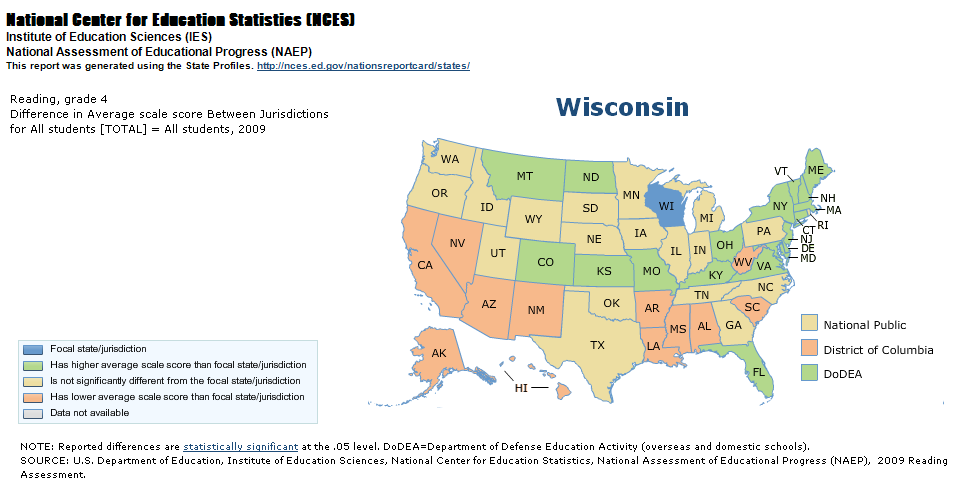 National Center for Education Statistics (NCES)
Institute of Education Sciences (IES)
National Assessment of Educational Progress (NAEP)
This report was generated using the State Profiles. http://nces.ed.gov/nationsreportcard/states/
Reading, grade 4
Difference in Average scale score Between Jurisdictions
for All students [TOTAL] = All students, 2009
Wisconsin
WA
MT
ND
MN
WI
VT
ME
OR
ID
WY
SD
MI
NY
NH
MA
RI
CT
NV
UT
NE
IA
IL
IN
OH
PA
NJ
DE
MD
CA
CO
KS
MO
KY
WV
VA
AZ
NM
OK
AR
TN
NC
SC
TX
LA
MS
AL
GA
FL
AK
HI
National Public
District of Columbia
DoDEA
Focal state/jurisdiction
Has higher average scale score than focal state/jurisdiction
Is not significantly different from the focal state/jurisdiction
Has lower average scale score than focal state/jurisdiction
Data not available
NOTE: Reported differences are statistically significant at the .05 level. DoDEA=Department of Defense Education Activity (overseas and domestic schools).
SOURCE: U.S. Department of Education, Institute of Education Sciences, National Center for Education Statistics, National Assessment of Educational Progress (NAEP), 2009 Reading
Assessment.